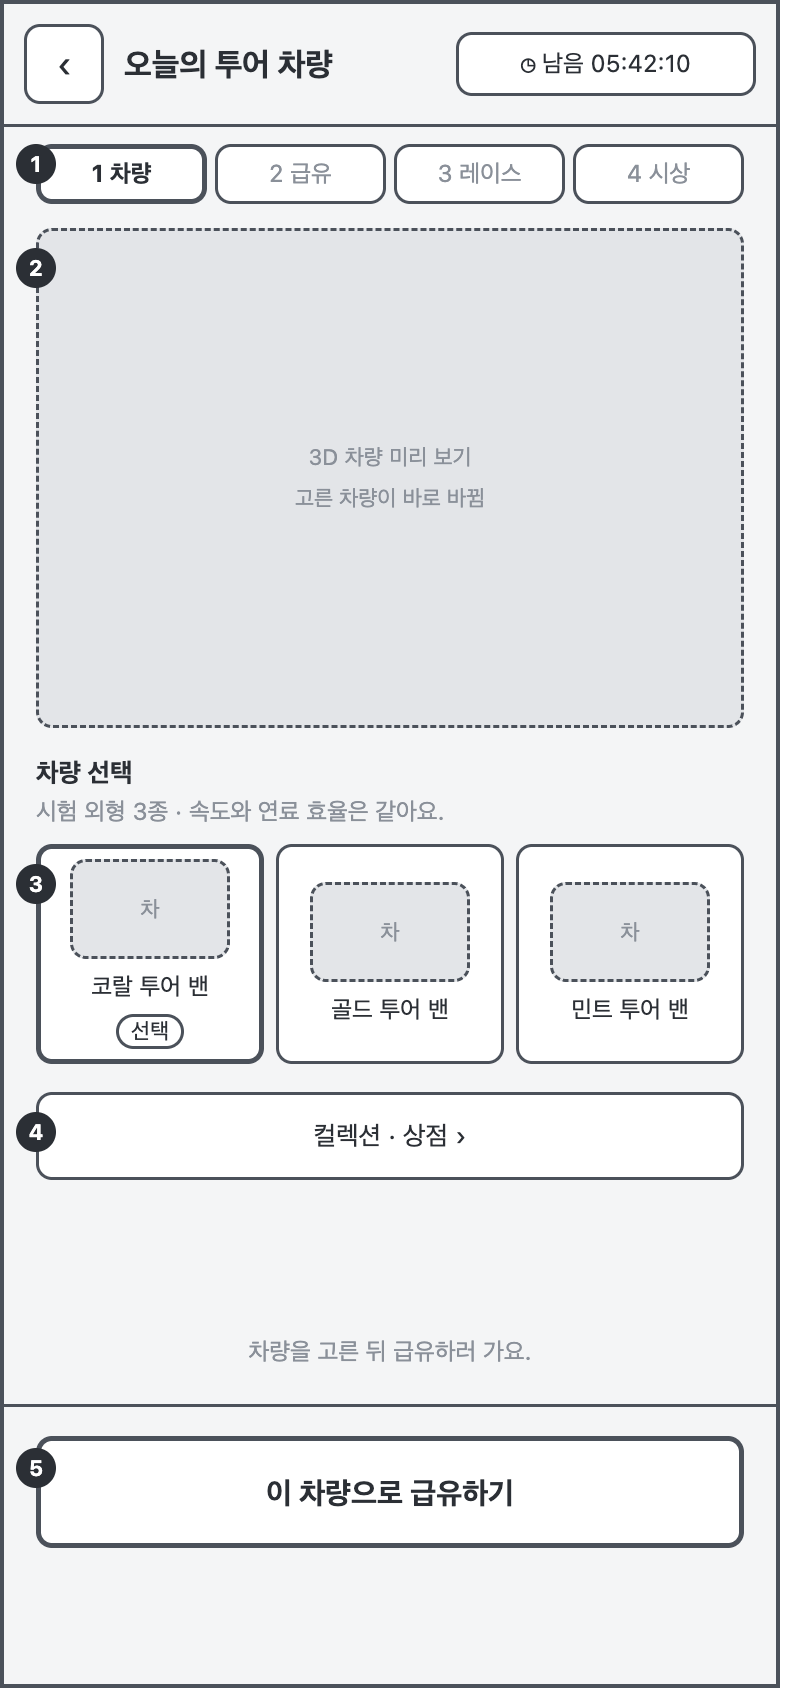 ‹ 오늘의 투어 차량 ◷ 남음 05:42:10
1 1 차량 2 급유 3 레이스 4 시상
2
3D 차량 미리 보기
고른 차량이 바로 바뀜
차량 선택
시험 외형 3종 · 속도와 연료 효율은 같아요.
3
차 차 차
코랄 투어 밴 골드 투어 밴 민트 투어 밴
선택
4 컬렉션 · 상점 ›
차량을 고른 뒤 급유하러 가요.
5 이 차량으로 급유하기